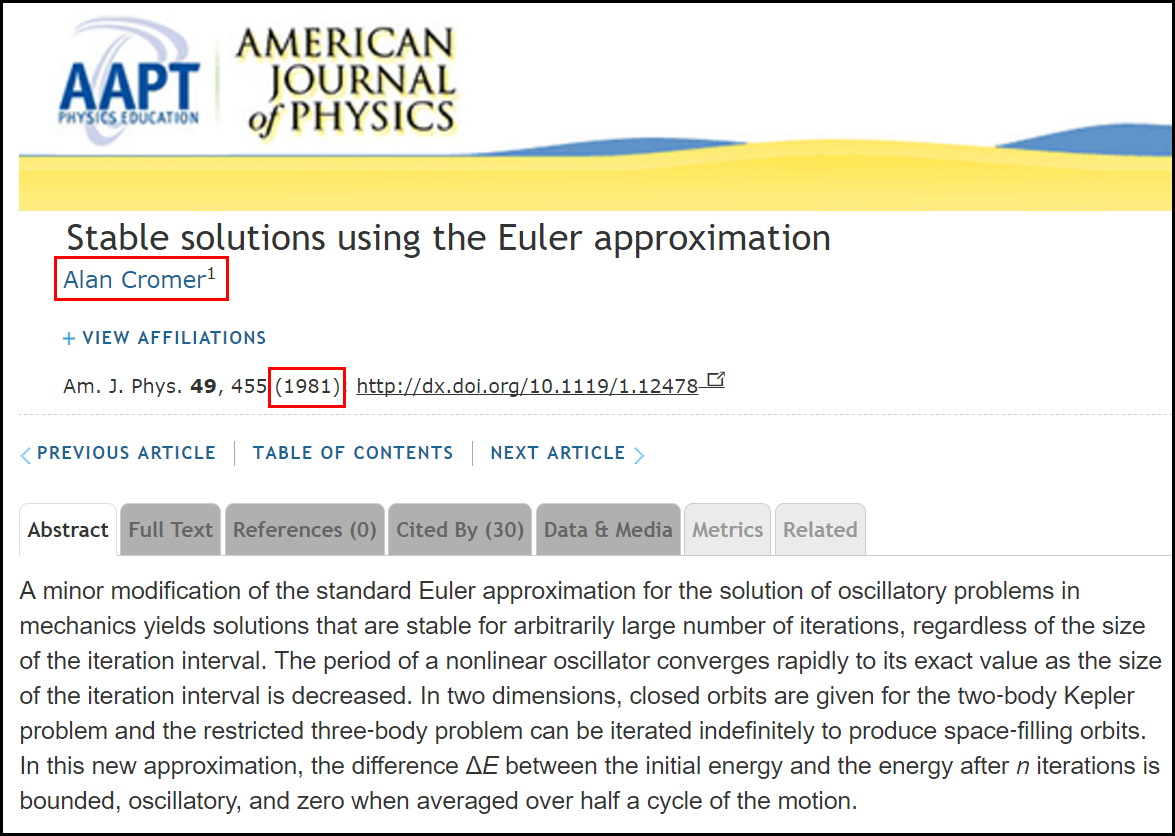 AAPT
PHYSICS EDUCATION
AMERICAN
JOURNAL
of PHYSICS
Stable solutions using the Euler approximation
Alan Cromer1
+ VIEW AFFILIATIONS
Am. J. Phys. 49, 455 (1981); http://dx.doi.org/10.1119/1.12478
PREVIOUS ARTICLE | TABLE OF CONTENTS | NEXT ARTICLE
Abstract Full Text References (0) Cited By (30) Data & Media Metrics Related
A minor modification of the standard Euler approximation for the solution of oscillatory problems in
mechanics yields solutions that are stable for arbitrarily large number of iterations, regardless of the size
of the iteration interval. The period of a nonlinear oscillator converges rapidly to its exact value as the size
of the iteration interval is decreased. In two dimensions, closed orbits are given for the two-body Kepler
problem and the restricted three-body problem can be iterated indefinitely to produce space-filling orbits.
In this new approximation, the difference ΔE between the initial energy and the energy after n iterations is
bounded, oscillatory, and zero when averaged over half a cycle of the motion.